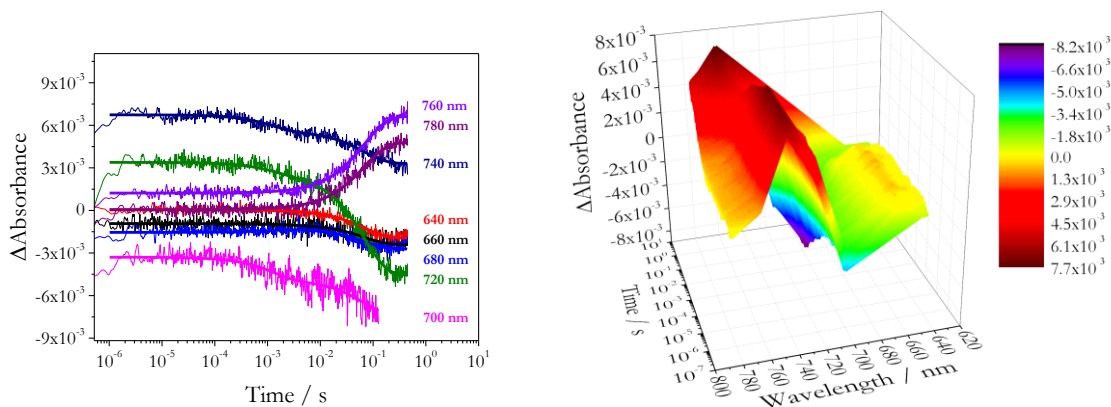 9x10⁻³
6x10⁻³
3x10⁻³
0
-3x10⁻³
-6x10⁻³
-9x10⁻³
ΔAbsorbance
760 nm
780 nm
740 nm
640 nm
660 nm
680 nm
720 nm
700 nm
10⁻⁶ 10⁻⁵ 10⁻⁴ 10⁻³ 10⁻² 10⁻¹ 10⁰ 10¹
Time / s
8x10⁻³
6x10⁻³
4x10⁻³
2x10⁻³
0
-2x10⁻³
-4x10⁻³
-6x10⁻³
-8x10⁻³
ΔAbsorbance
10¹
10⁰
10⁻¹
10⁻²
10⁻³
10⁻⁴
10⁻⁵
10⁻⁶
10⁻⁷
Time / s
800 780 760 740 720 700 680 660 640 620
Wavelength / nm
-8.2x10⁻³
-6.6x10⁻³
-5.0x10⁻³
-3.4x10⁻³
-1.8x10⁻³
0.0
1.3x10⁻³
2.9x10⁻³
4.5x10⁻³
6.1x10⁻³
7.7x10⁻³